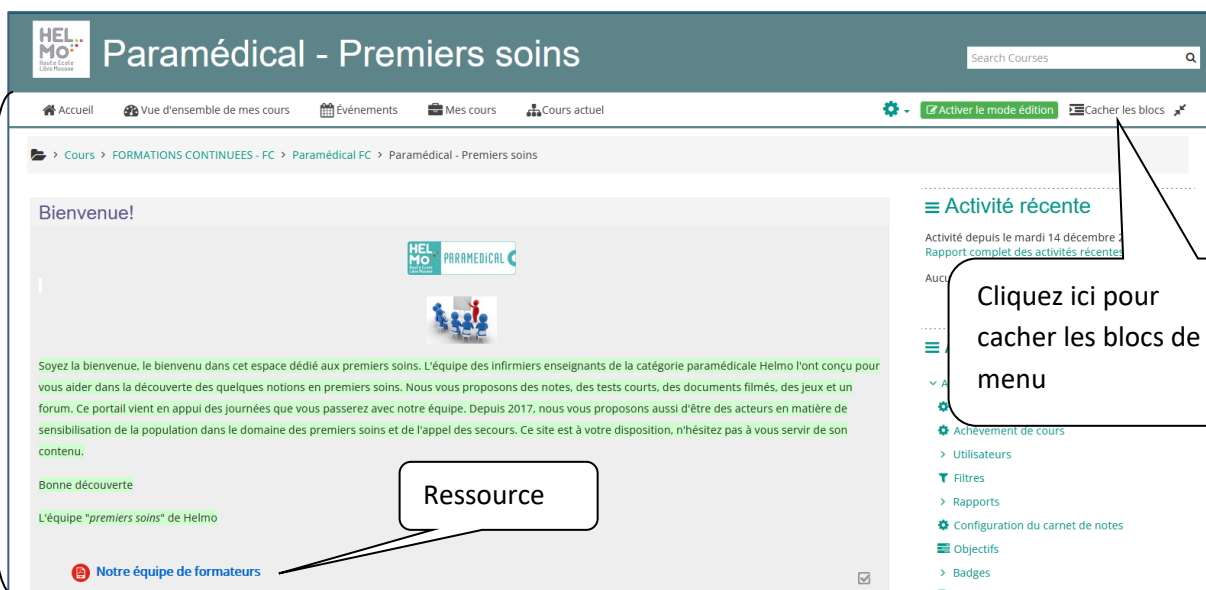 HEL
MO
Haute Ecole
Libre Mosane
Paramédical - Premiers soins
Search Courses
Accueil Vue d'ensemble de mes cours Événements Mes cours Cours actuel Activer le mode édition Cacher les blocs
> Cours > FORMATIONS CONTINUEES - FC > Paramédical FC > Paramédical - Premiers soins
Bienvenue!
HEL
MO PARAMEDICAL
Haute Ecole
Libre Mosane
Soyez la bienvenue, le bienvenu dans cet espace dédié aux premiers soins. L'équipe des infirmiers enseignants de la catégorie paramédicale Helmo l'ont conçu pour
vous aider dans la découverte des quelques notions en premiers soins. Nous vous proposons des notes, des tests courts, des documents filmés, des jeux et un
forum. Ce portail vient en appui des journées que vous passerez avec notre équipe. Depuis 2017, nous vous proposons aussi d'être des acteurs en matière de
sensibilisation de la population dans le domaine des premiers soins et de l'appel des secours. Ce site est à votre disposition, n'hésitez pas à vous servir de son
contenu.
Bonne découverte
L'équipe "premiers soins" de Helmo
Ressource
Notre équipe de formateurs
Activité récente
Activité depuis le mardi 14 décembre
Rapport complet des activités récentes
Cliquez ici pour
cacher les blocs de
menu
Achèvement de cours
> Utilisateurs
Filtres
> Rapports
Configuration du carnet de notes
Objectifs
> Badges